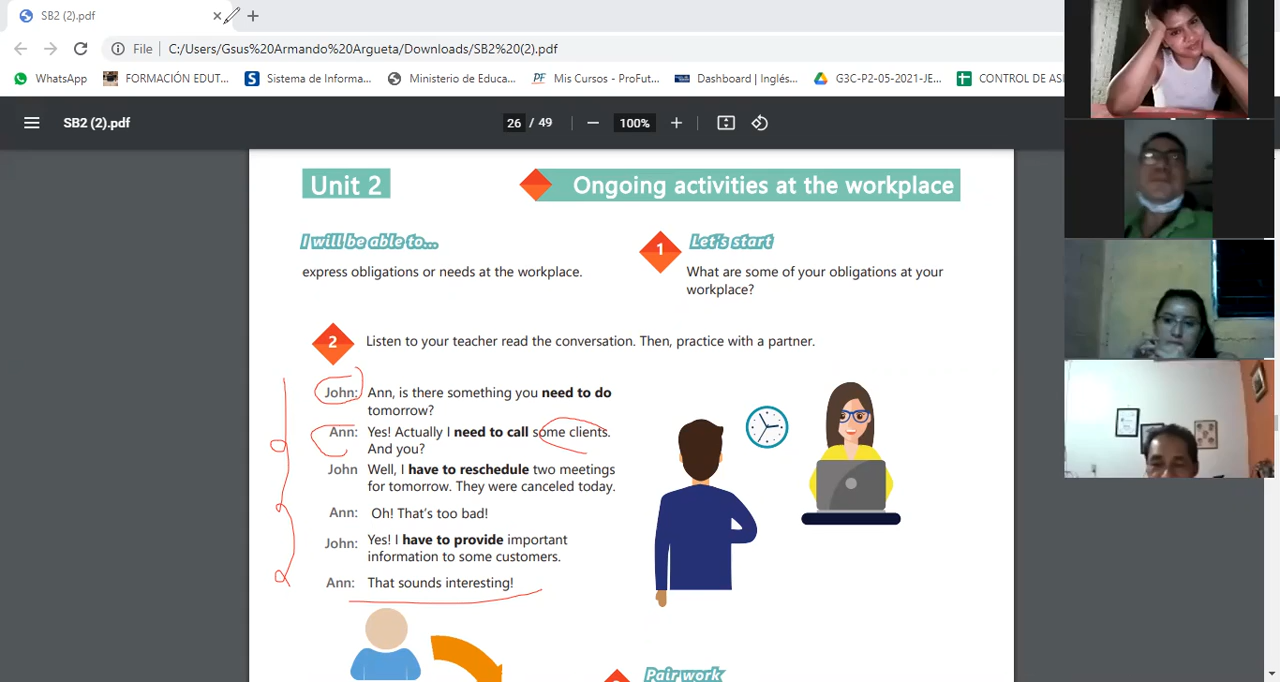 SB2 (2).pdf
File C:/Users/Gsus%20Armando%20Argueta/Downloads/SB2%20(2).pdf
WhatsApp FORMACIÓN EDUT... Sistema de Informa... Ministerio de Educa... Mis Cursos - ProFut... Dashboard | Inglés,... G3C-P2-05-2021-JE... CONTROL DE ASI
SB2 (2).pdf 26 / 49 100%
Unit 2 Ongoing activities at the workplace
I will be able to...
express obligations or needs at the workplace.
1 Let's start
What are some of your obligations at your
workplace?
2 Listen to your teacher read the conversation. Then, practice with a partner.
John: Ann, is there something you need to do
tomorrow?
Ann: Yes! Actually I need to call some clients.
And you?
John Well, I have to reschedule two meetings
for tomorrow. They were canceled today.
Ann: Oh! That's too bad!
John: Yes! I have to provide important
information to some customers.
Ann: That sounds interesting!
Pair work